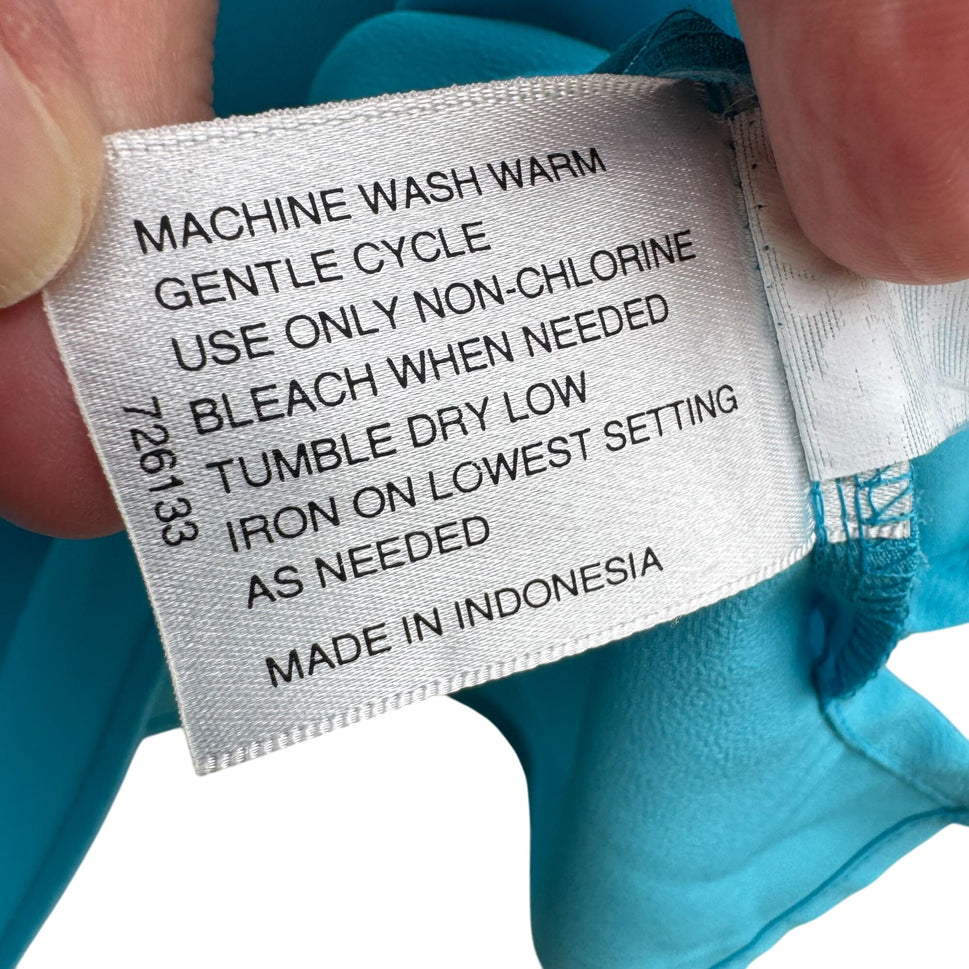 MACHINE WASH WARM
GENTLE CYCLE
USE ONLY NON-CHLORINE
BLEACH WHEN NEEDED
TUMBLE DRY LOW
IRON ON LOWEST SETTING
AS NEEDED
MADE IN INDONESIA
726133